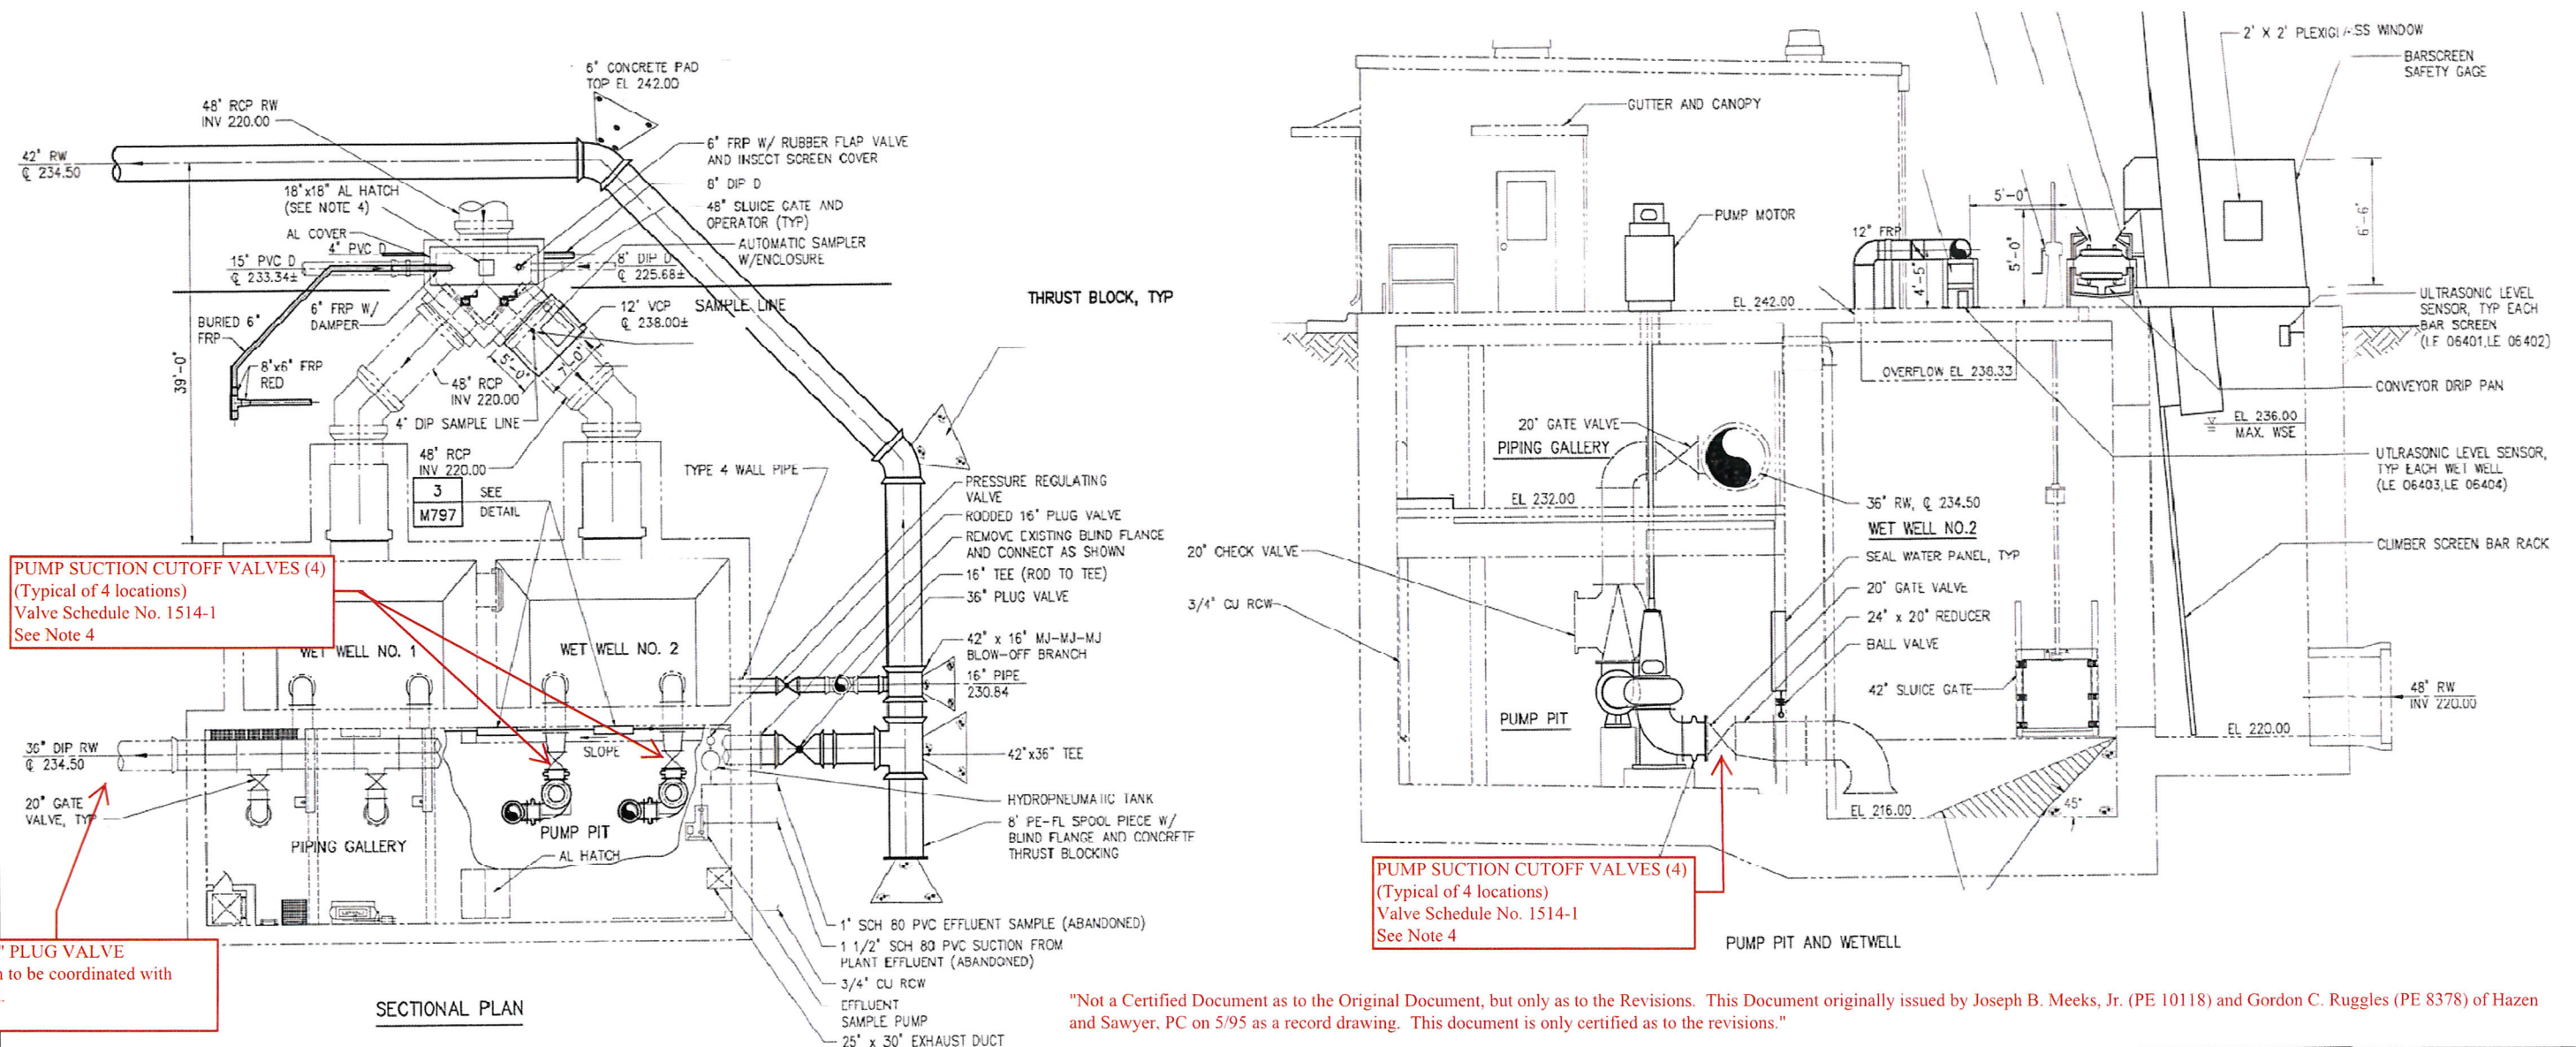 6" CONCRETE PAD
TOP EL 242.00
48" RCP RW
INV 220.00
42" RW
℄ 234.50
6" FRP W/ RUBBER FLAP VALVE
AND INSECT SCREEN COVER
8" DIP D
48" SLUICE GATE AND
OPERATOR (TYP)
AUTOMATIC SAMPLER
W/ENCLOSURE
18"x18" AL HATCH
(SEE NOTE 4)
AL COVER
4" PVC D
15" PVC D
℄ 233.34±
8" DIP D
℄ 225.68±
6" FRP W/
DAMPER
12" VCP
℄ 238.00±
SAMPLE LINE
THRUST BLOCK, TYP
BURIED 6"
FRP
8"x6" FRP
RED
39'-0"
5'-0"
7'-0"
48" RCP
INV 220.00
4" DIP SAMPLE LINE
48" RCP
INV 220.00
3
M797
SEE
DETAIL
TYPE 4 WALL PIPE
PRESSURE REGULATING
VALVE
RODDED 16" PLUG VALVE
REMOVE EXISTING BLIND FLANGE
AND CONNECT AS SHOWN
16" TEE (ROD TO TEE)
36" PLUG VALVE
42" x 16" MJ-MJ-MJ
BLOW-OFF BRANCH
16" PIPE
230.84
42"x36" TEE
PUMP SUCTION CUTOFF VALVES (4)
(Typical of 4 locations)
Valve Schedule No. 1514-1
See Note 4
WET WELL NO. 1
WET WELL NO. 2
36" DIP RW
℄ 234.50
SLOPE
20" GATE
VALVE, TYP
PIPING GALLERY
PUMP PIT
AL HATCH
HYDROPNEUMATIC TANK
8' PE-FL SPOOL PIECE W/
BLIND FLANGE AND CONCRETE
THRUST BLOCKING
1" SCH 80 PVC EFFLUENT SAMPLE (ABANDONED)
1 1/2" SCH 80 PVC SUCTION FROM
PLANT EFFLUENT (ABANDONED)
3/4" CU RCW
EFFLUENT
SAMPLE PUMP
25" x 30" EXHAUST DUCT
" PLUG VALVE
n to be coordinated with
SECTIONAL PLAN
2' X 2' PLEXIGLASS WINDOW
BARSCREEN
SAFETY GAGE
GUTTER AND CANOPY
PUMP MOTOR
12" FRP
5'-0"
5'-0"
4'-5"
6'-6"
EL 242.00
OVERFLOW EL 238.33
ULTRASONIC LEVEL
SENSOR, TYP EACH
BAR SCREEN
(LE 06401,LE 06402)
CONVEYOR DRIP PAN
EL 236.00
MAX. WSE
20" GATE VALVE
PIPING GALLERY
UTLRASONIC LEVEL SENSOR,
TYP EACH WET WELL
(LE 06403,LE 06404)
EL 232.00
36" RW, ℄ 234.50
WET WELL NO.2
20" CHECK VALVE
SEAL WATER PANEL, TYP
CLIMBER SCREEN BAR RACK
20" GATE VALVE
3/4" CU RCW
24" x 20" REDUCER
BALL VALVE
42" SLUICE GATE
48" RW
INV 220.00
PUMP PIT
EL 220.00
EL 216.00
45°
PUMP SUCTION CUTOFF VALVES (4)
(Typical of 4 locations)
Valve Schedule No. 1514-1
See Note 4
PUMP PIT AND WETWELL
"Not a Certified Document as to the Original Document, but only as to the Revisions. This Document originally issued by Joseph B. Meeks, Jr. (PE 10118) and Gordon C. Ruggles (PE 8378) of Hazen
and Sawyer, PC on 5/95 as a record drawing. This document is only certified as to the revisions."